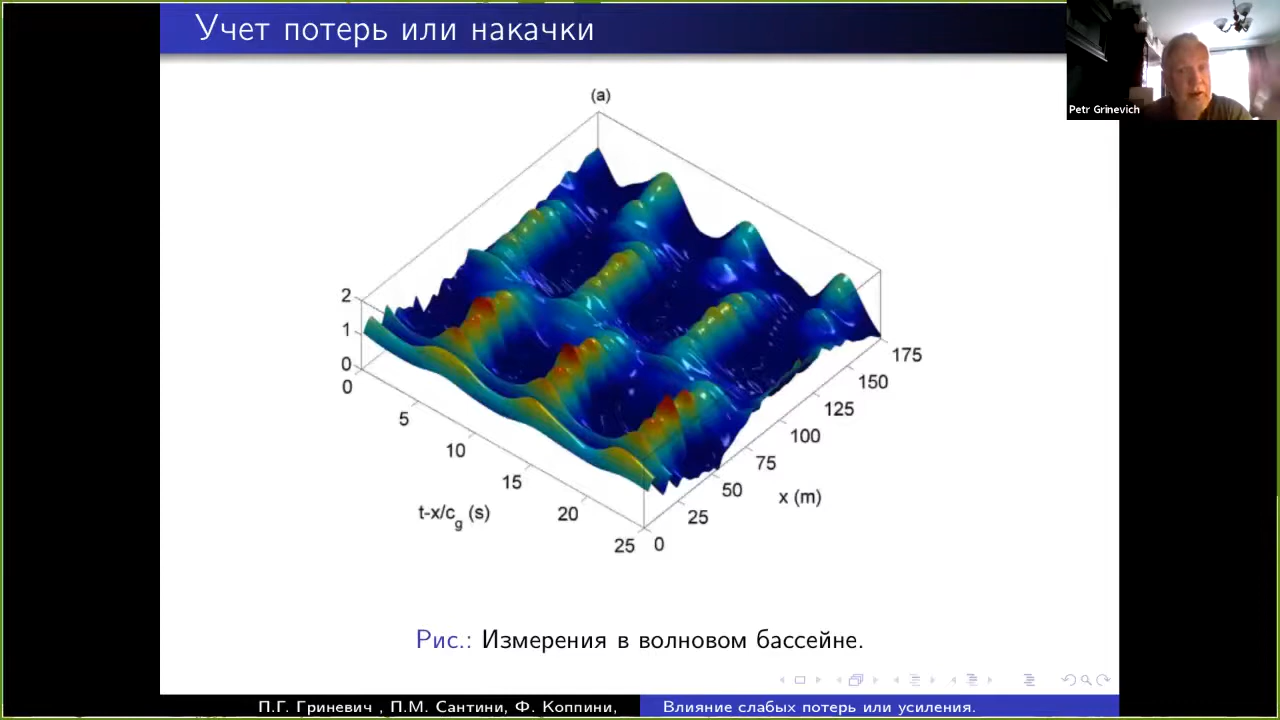 Учет потерь или накачки
Petr Grinevich
(a)
2
1
0
0
5
10
15
20
25
t-x/cg (s)
0
25
50
75
100
125
150
175
x (m)
Рис.: Измерения в волновом бассейне.
П.Г. Гриневич , П.М. Сантини, Ф. Коппини,
Влияние слабых потерь или усиления.